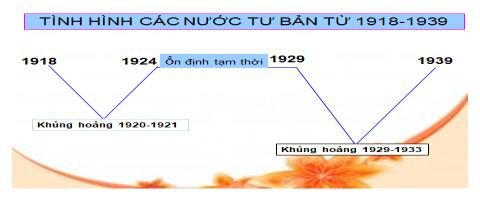 TÌNH HÌNH CÁC NƯỚC TƯ BẢN TỪ 1918-1939
1918 1924 Ổn định tạm thời 1929 1939
Khủng hoảng 1920-1921
Khủng hoảng 1929-1933